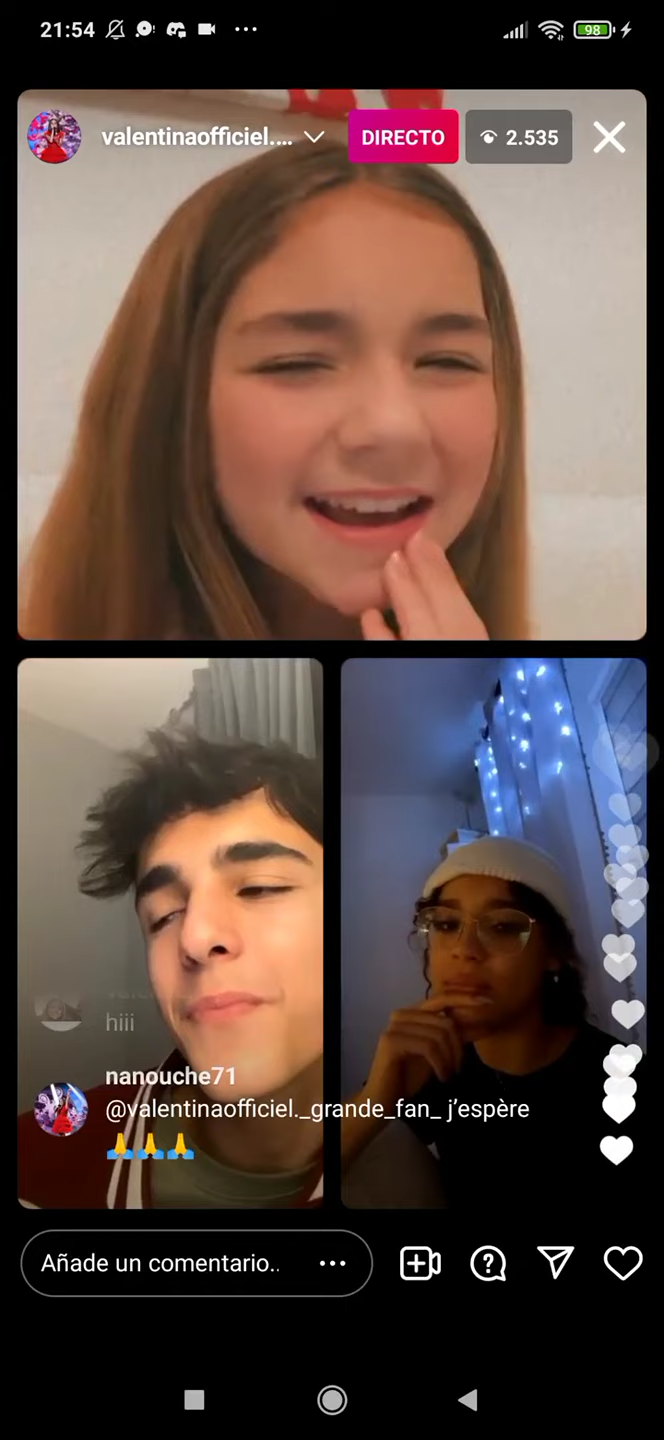 21:54
98
valentinaofficiel....
DIRECTO
2.535
hiii
nanouche71
@valentinaofficiel._grande_fan_ j’espère
🙏🙏🙏
Añade un comentario..